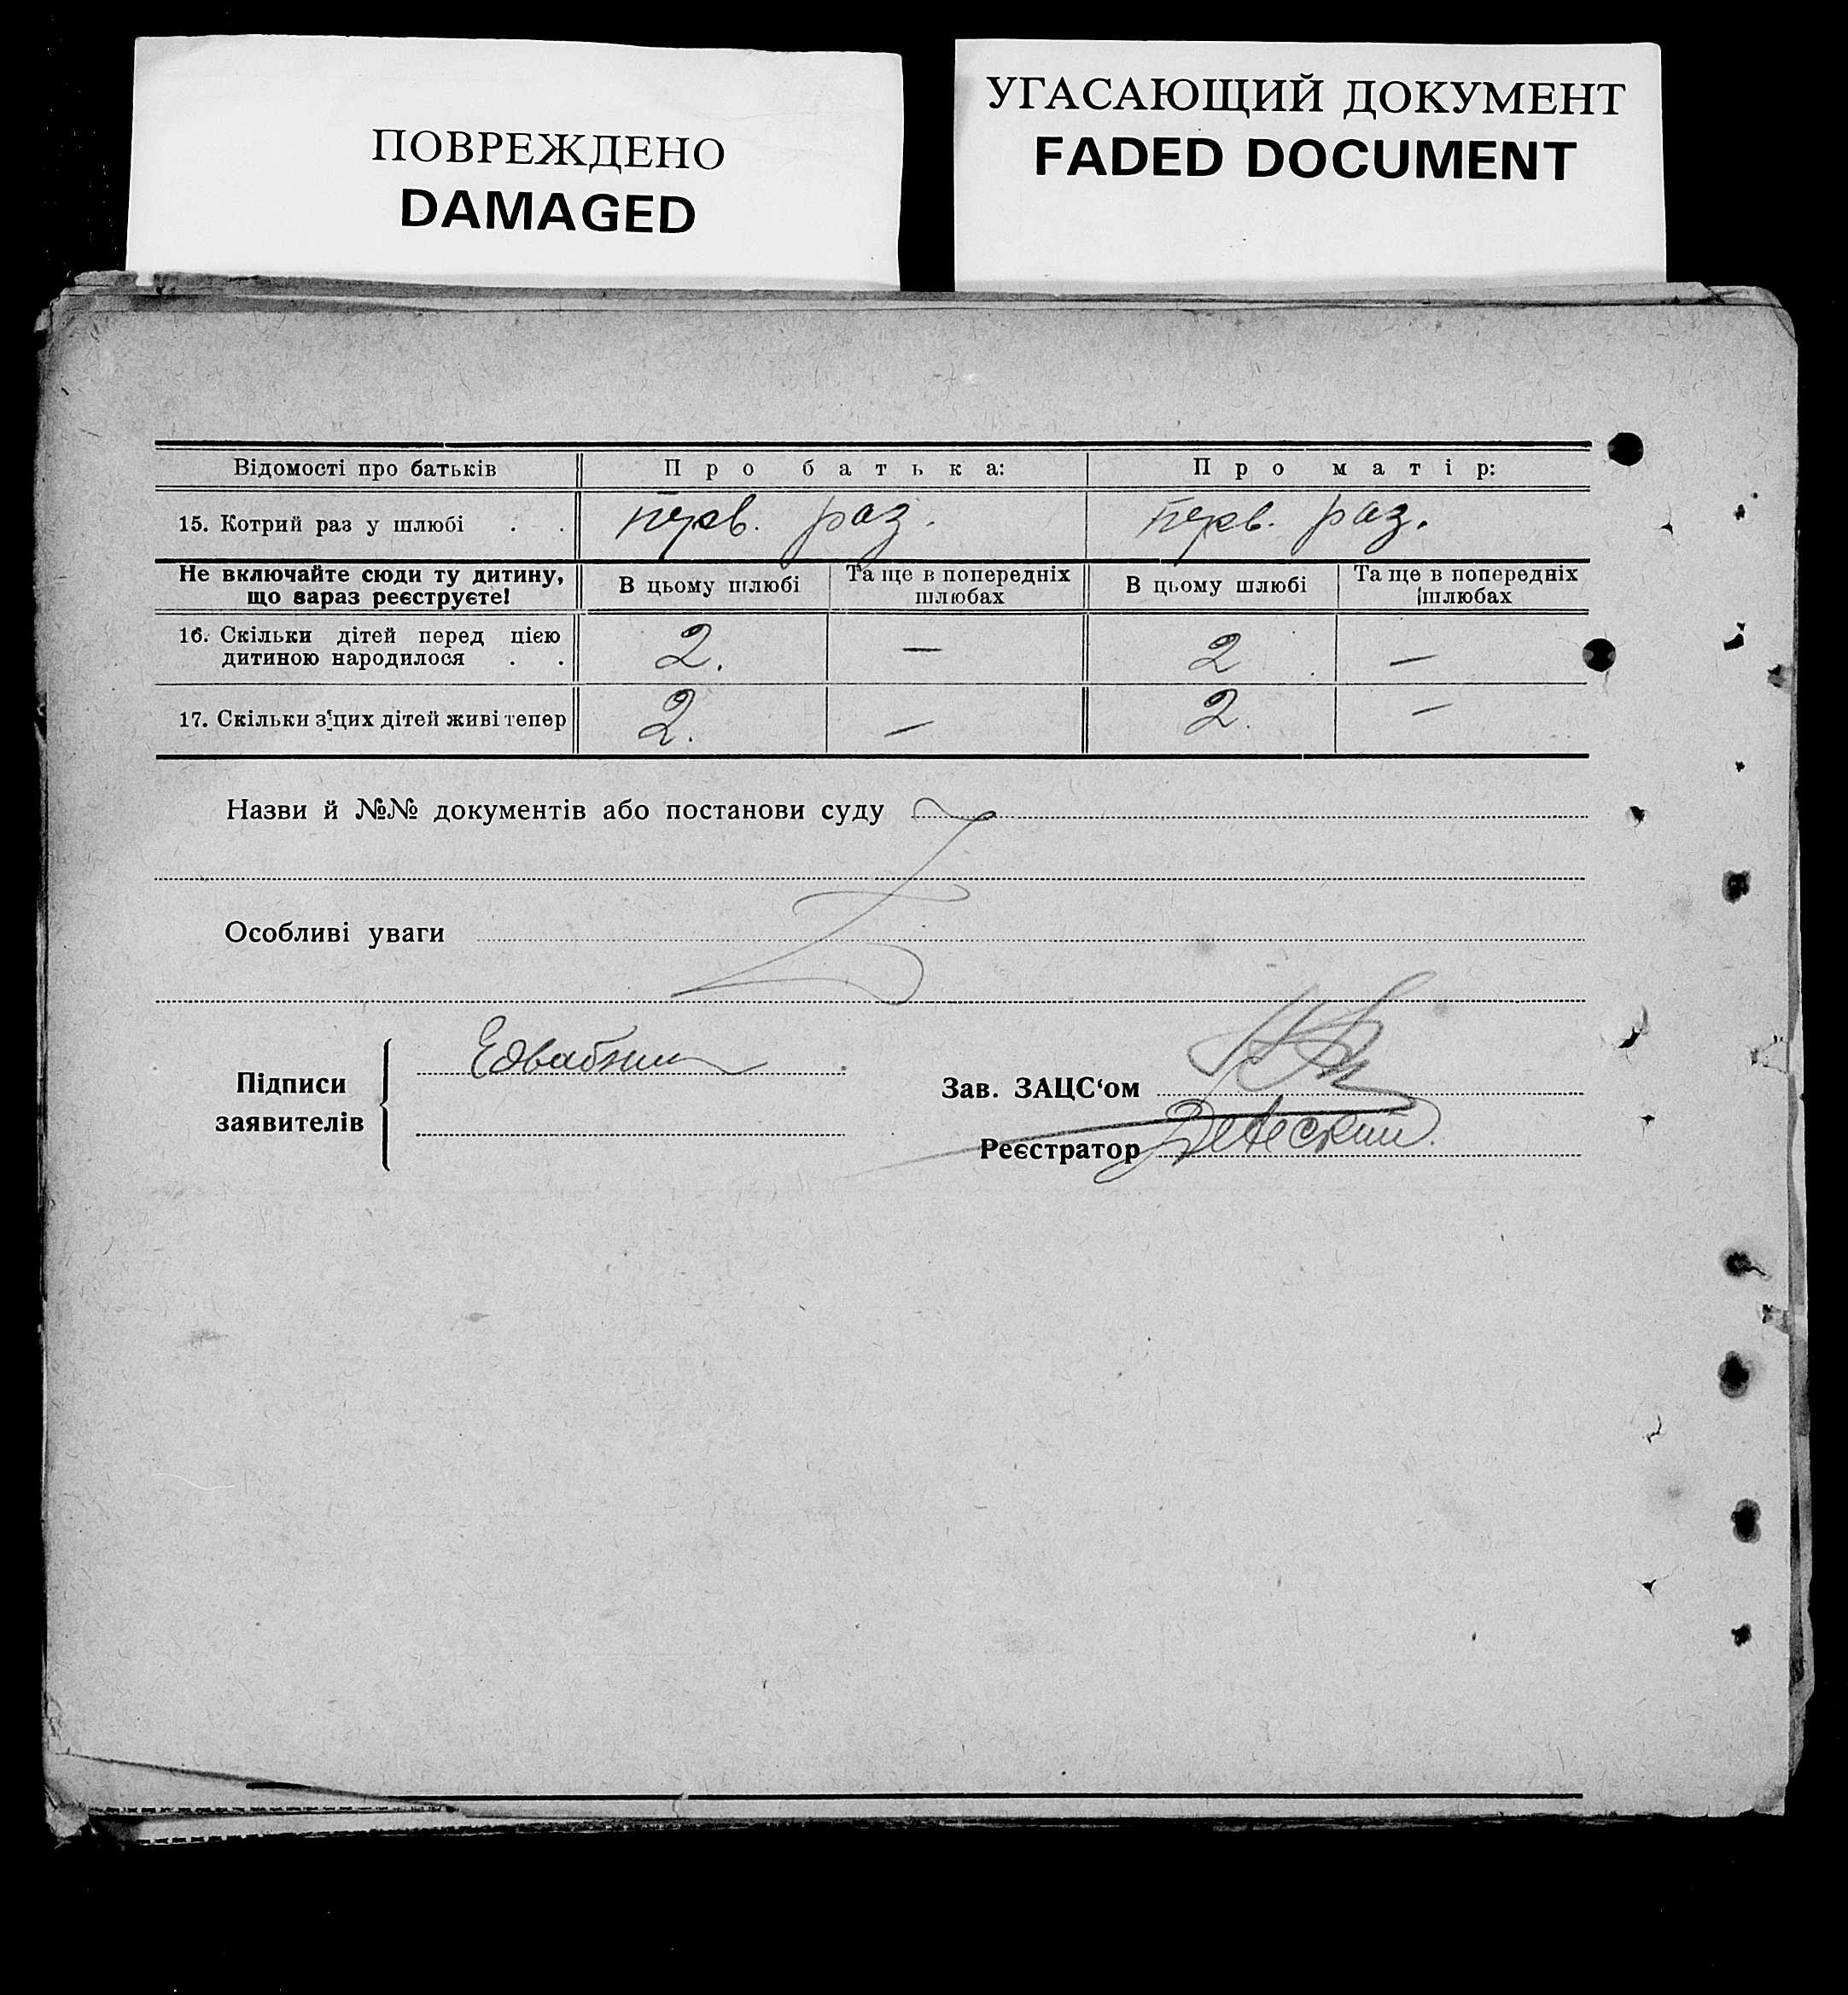 ПОВРЕЖДЕНО
DAMAGED
УГАСАЮЩИЙ ДОКУМЕНТ
FADED DOCUMENT
Відомості про батьків Про батька: Про матір:
15. Котрий раз у шлюбі . . перв. раз. перв. раз.
Не включайте сюди ту дитину, що зараз реєструєте! В цьому шлюбі Та ще в попередніх шлюбах В цьому шлюбі Та ще в попередніх шлюбах
16. Скільки дітей перед цією дитиною народилося . . 2. — 2 —
17. Скільки з цих дітей живі тепер 2. — 2. —
Назви й №№ документів або постанови суду
Особливі уваги
Підписи заявителів
Зав. ЗАЦС‘ом
Реєстратор